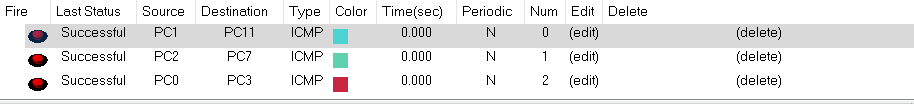 Fire Last Status Source Destination Type Color Time(sec) Periodic Num Edit Delete
Successful PC1 PC11 ICMP 0.000 N 0 (edit) (delete)
Successful PC2 PC7 ICMP 0.000 N 1 (edit) (delete)
Successful PC0 PC3 ICMP 0.000 N 2 (edit) (delete)